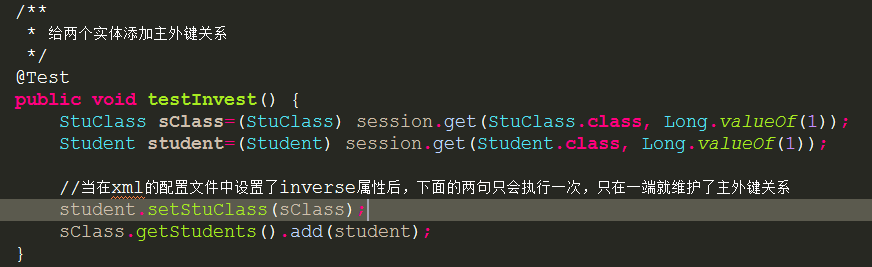 /**
 * 给两个实体添加主外键关系
 */
@Test
public void testInvest() {
    StuClass sClass=(StuClass) session.get(StuClass.class, Long.valueOf(1));
    Student student=(Student) session.get(Student.class, Long.valueOf(1));
    //当在xml的配置文件中设置了inverse属性后，下面的两句只会执行一次，只在一端就维护了主外键关系
    student.setStuClass(sClass);
    sClass.getStudents().add(student);
}